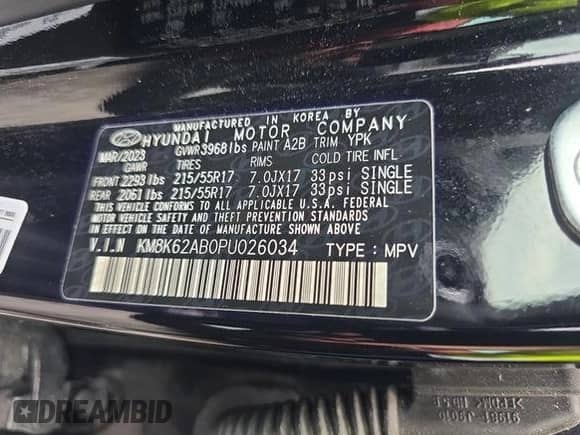 MANUFACTURED IN KOREA BY
HYUNDAI MOTOR COMPANY
MAR/2023 GVWR 3968lbs PAINT A2B TRIM YPK
GAWR TIRES RIMS COLD TIRE INFL
FRONT 2293lbs 215/55R17 7.0JX17 33psi SINGLE
REAR 2061lbs 215/55R17 7.0JX17 33psi SINGLE
THIS VEHICLE CONFORMS TO ALL APPLICABLE U.S.A. FEDERAL
MOTOR VEHICLE SAFETY AND THEFT PREVENTION STANDARDS
IN EFFECT ON THE DATE OF MANUFACTURE SHOWN ABOVE.
V.I.N KM8K62AB0PU026034 TYPE : MPV
91981-J9010
DREAMBID